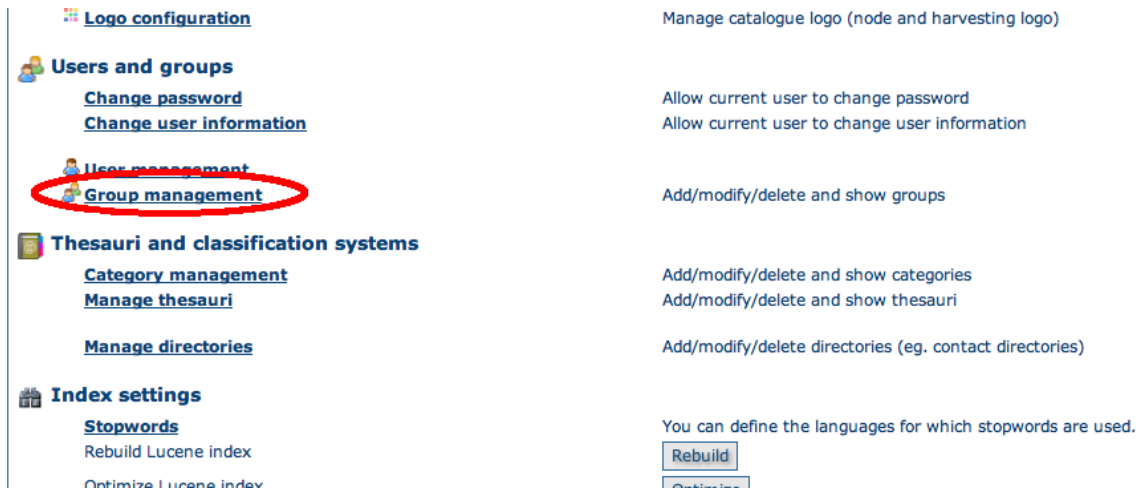 Logo configuration Manage catalogue logo (node and harvesting logo)
Users and groups
Change password Allow current user to change password
Change user information Allow current user to change user information
User management
Group management Add/modify/delete and show groups
Thesauri and classification systems
Category management Add/modify/delete and show categories
Manage thesauri Add/modify/delete and show thesauri
Manage directories Add/modify/delete directories (eg. contact directories)
Index settings
Stopwords You can define the languages for which stopwords are used.
Rebuild Lucene index Rebuild
Optimize Lucene index Optimize